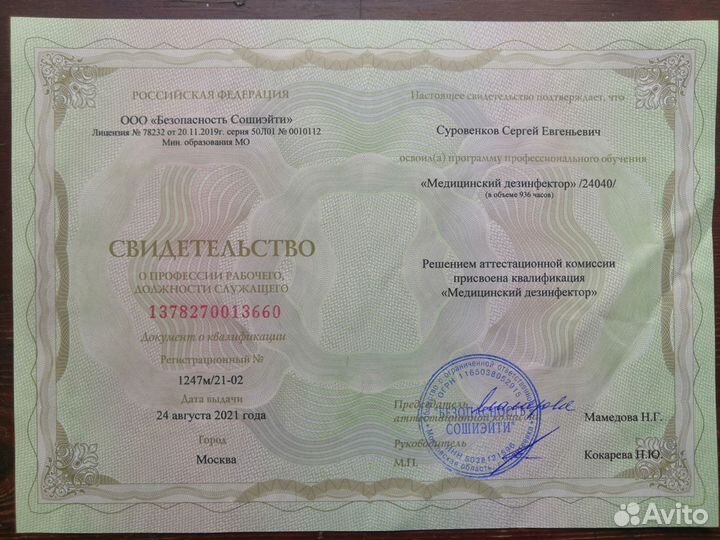 РОССИЙСКАЯ ФЕДЕРАЦИЯ
ООО «Безопасность Сошиэйти»
Лицензия № 78232 от 20.11.2019г. серия 50Л01 № 0010112
Мин. образования МО
СВИДЕТЕЛЬСТВО
О ПРОФЕССИИ РАБОЧЕГО,
ДОЛЖНОСТИ СЛУЖАЩЕГО
1378270013660
Документ о квалификации
Регистрационный №
1247м/21-02
Дата выдачи
24 августа 2021 года
Город
Москва
Настоящее свидетельство подтверждает, что
Суровенков Сергей Евгеньевич
освоил(а) программу профессионального обучения
«Медицинский дезинфектор» /24040/
(в объеме 936 часов)
Решением аттестационной комиссии
присвоена квалификация
«Медицинский дезинфектор»
Председатель
аттестационной комиссии
Мамедова Н.Г.
Руководитель
Кокарева Н.Ю.
М.П.
"БЕЗОПАСНОСТЬ
СОШИЭЙТИ"
Avito